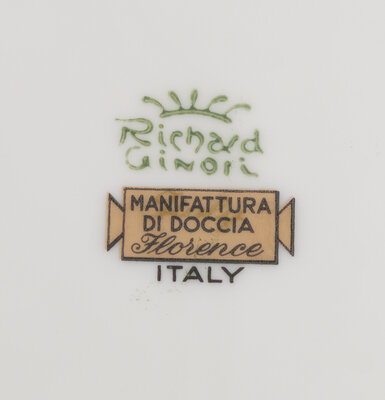 Richard
Ginori
MANIFATTURA
DI DOCCIA
Florence
ITALY